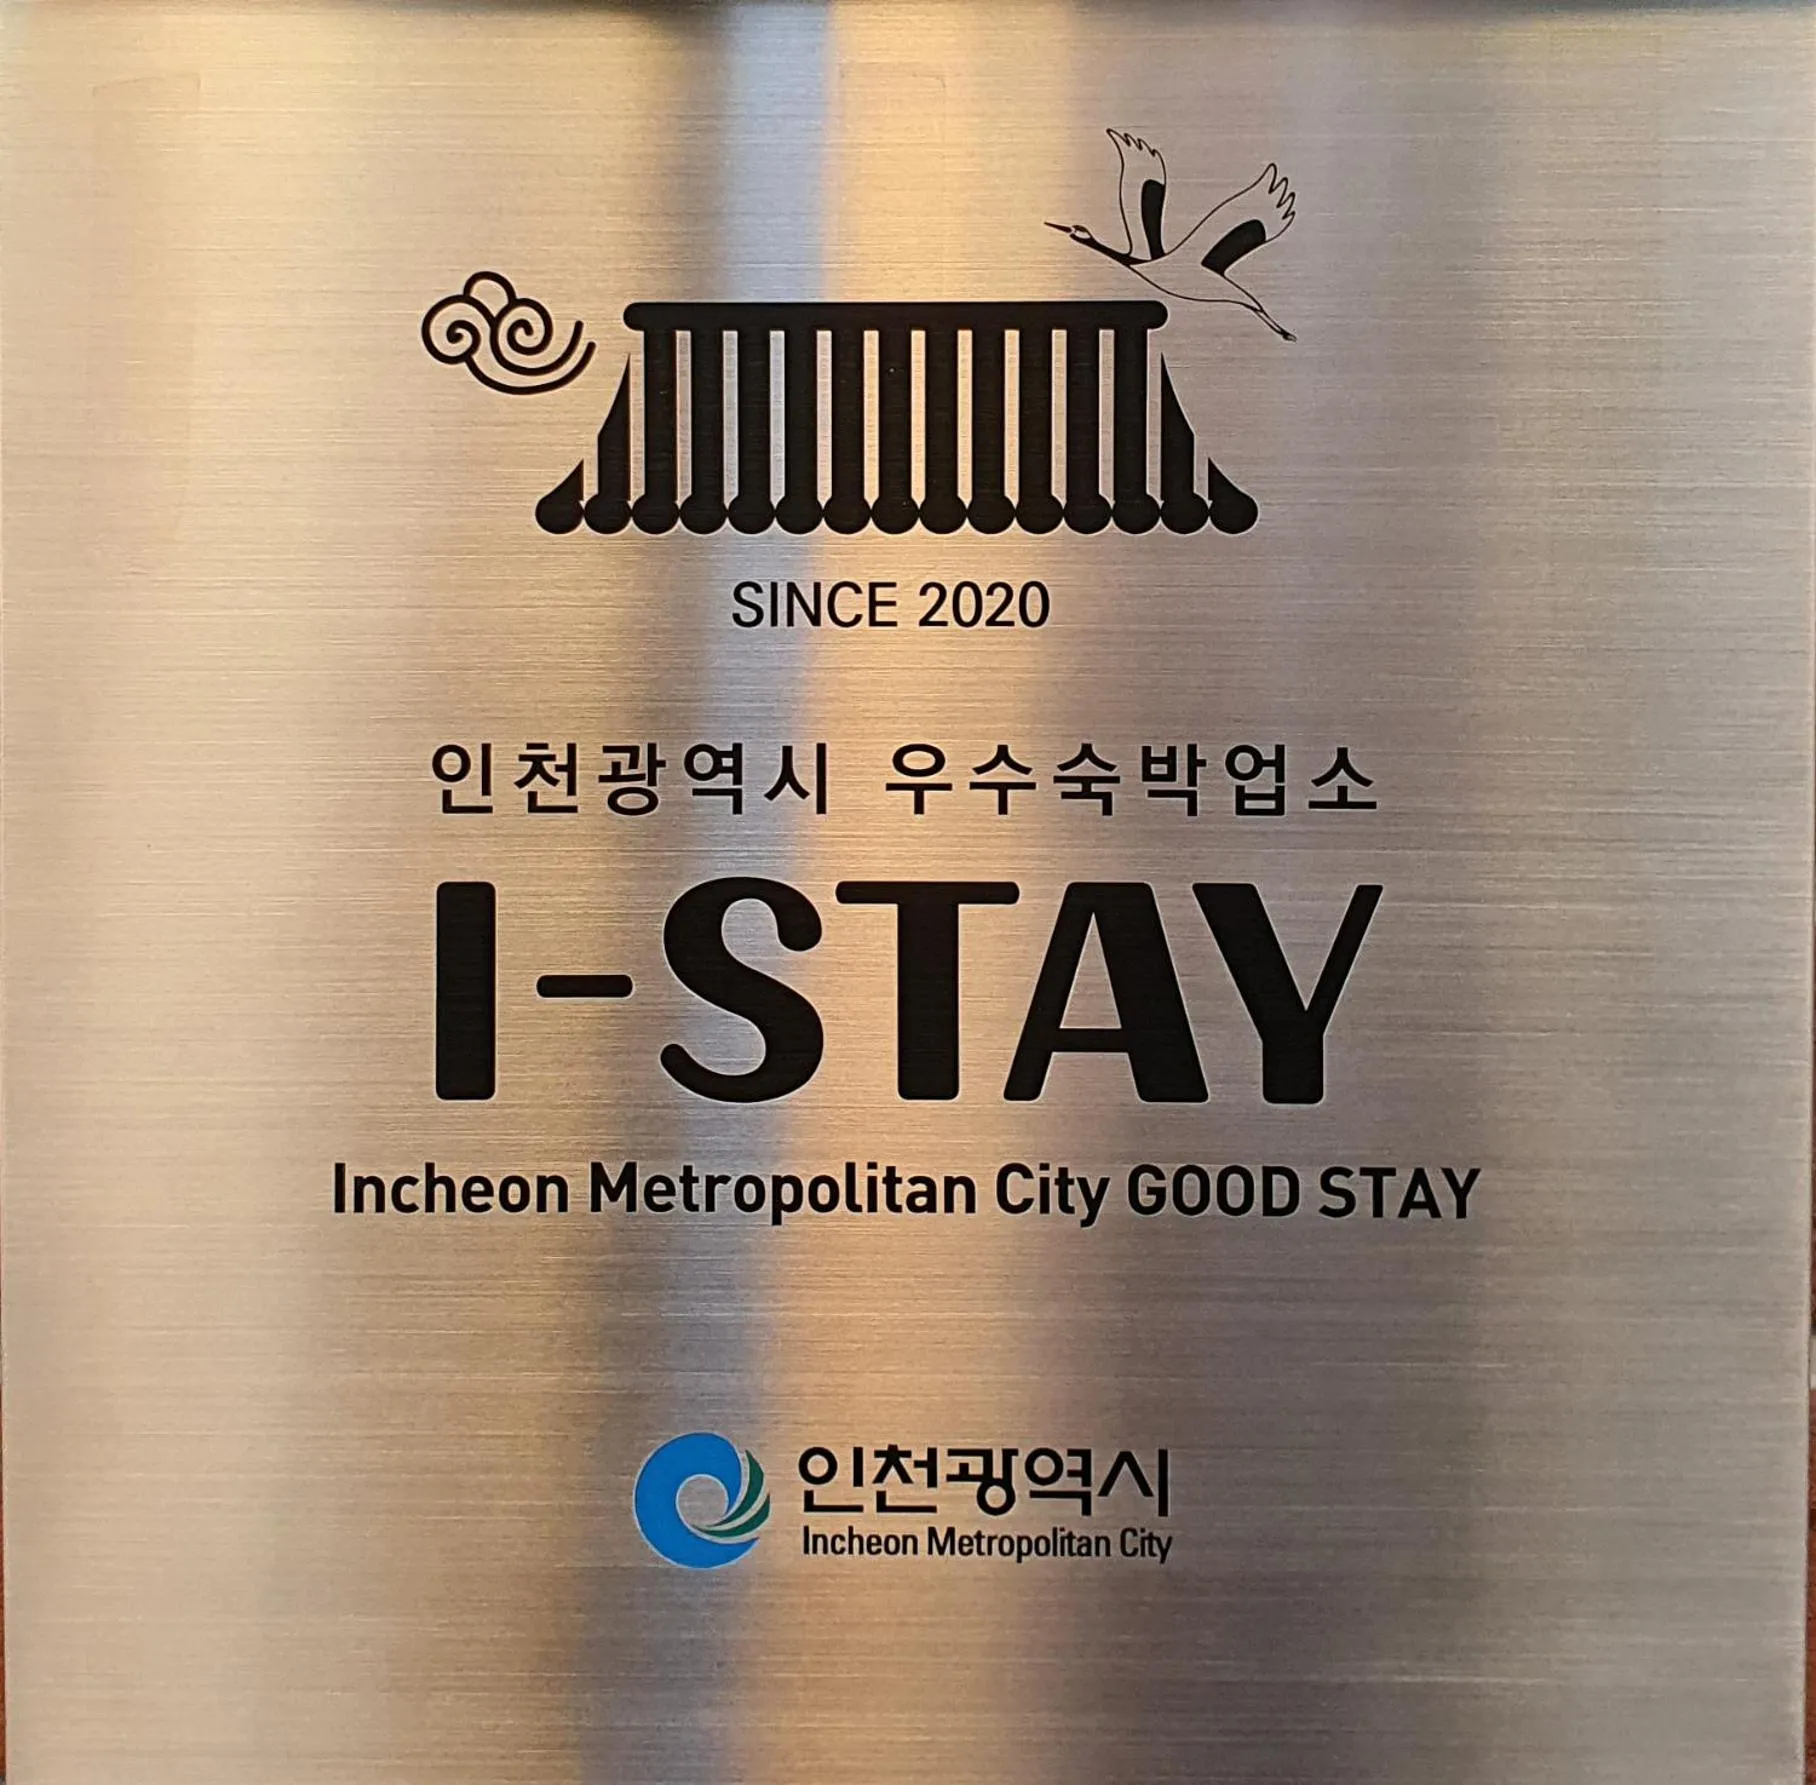 SINCE 2020
인천광역시 우수숙박업소
I-STAY
Incheon Metropolitan City GOOD STAY
인천광역시
Incheon Metropolitan City